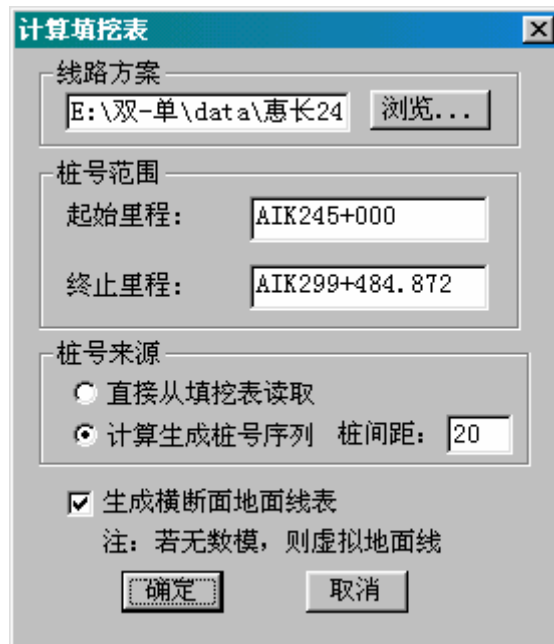 计算填挖表
线路方案
E:\双-单\data\惠长24 浏览...
桩号范围
起始里程： AIK245+000
终止里程： AIK299+484.872
桩号来源
直接从填挖表读取
计算生成桩号序列 桩间距： 20
生成横断面地面线表
注：若无数模，则虚拟地面线
确定 取消